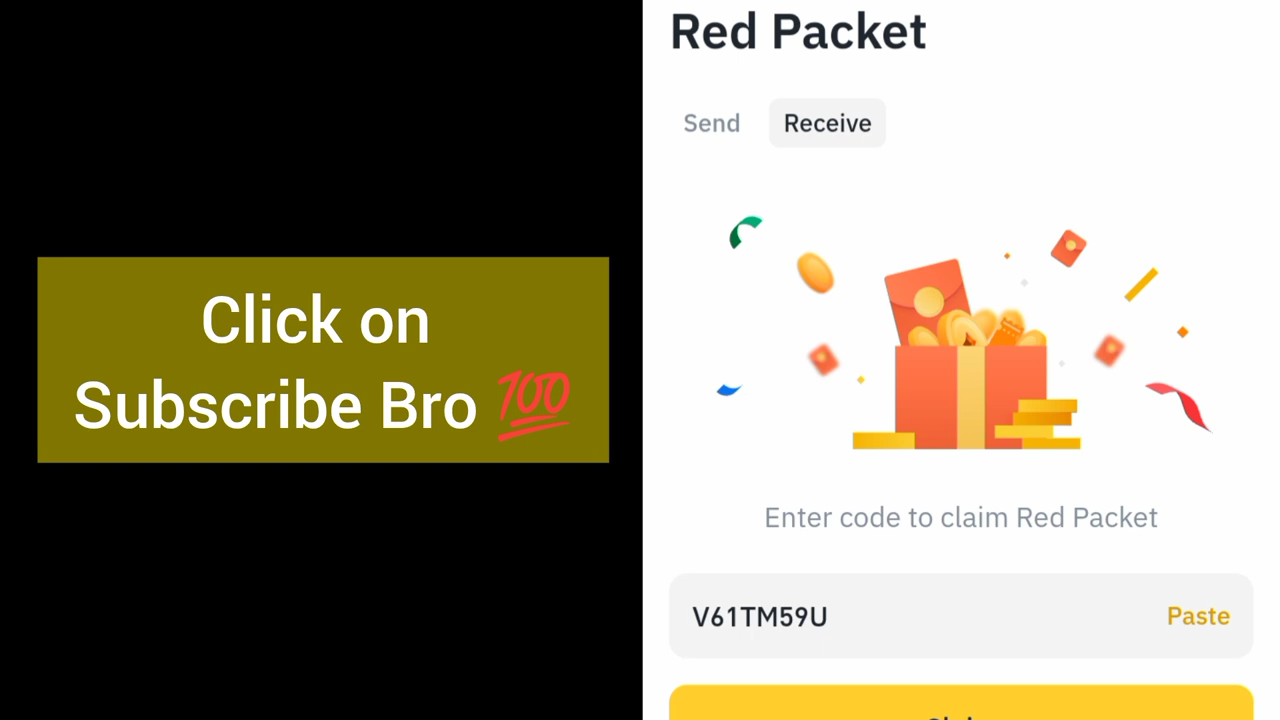 Click on
Subscribe Bro 💯
Red Packet
Send
Receive
Enter code to claim Red Packet
V61TM59U
Paste